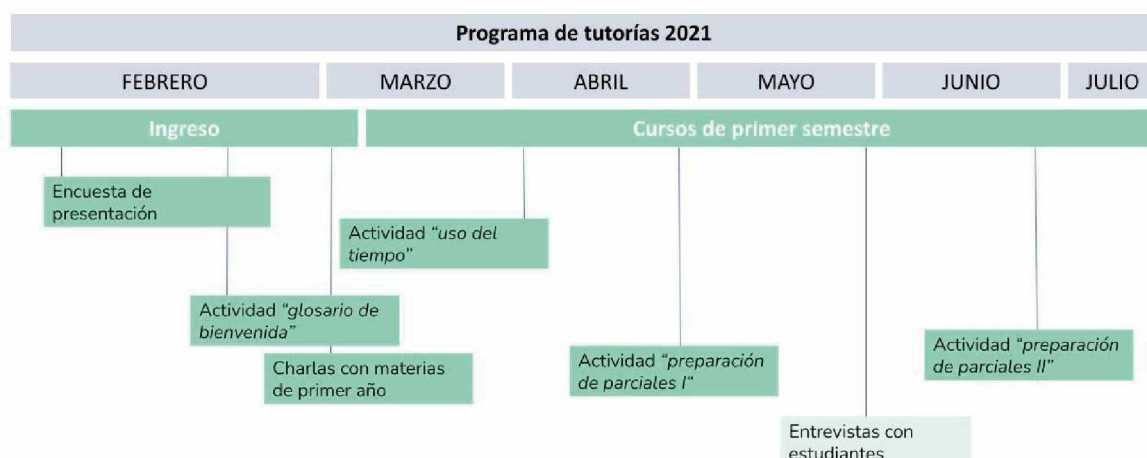 Programa de tutorías 2021
FEBRERO
MARZO
ABRIL
MAYO
JUNIO
JULIO
Ingreso
Cursos de primer semestre
Encuesta de
presentación
Actividad “uso del
tiempo”
Actividad “glosario de
bienvenida”
Charlas con materias
de primer año
Actividad “preparación
de parciales I”
Actividad “preparación
de parciales II”
Entrevistas con
estudiantes